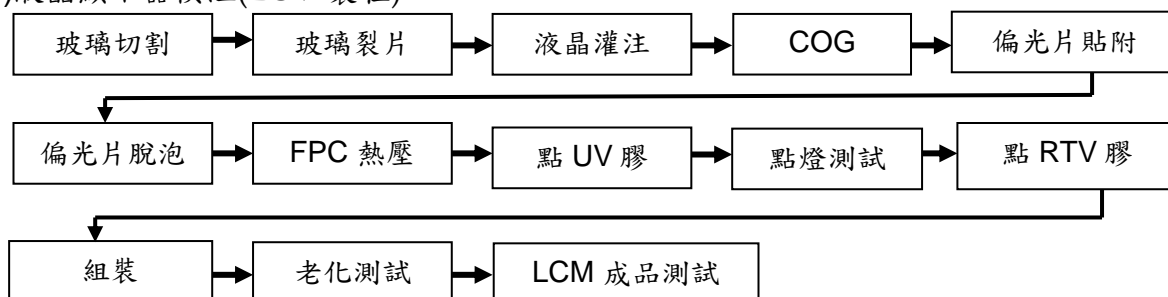 玻璃切割
玻璃裂片
液晶灌注
COG
偏光片貼附
偏光片脫泡
FPC 熱壓
點 UV 膠
點燈測試
點 RTV 膠
組裝
老化測試
LCM 成品測試